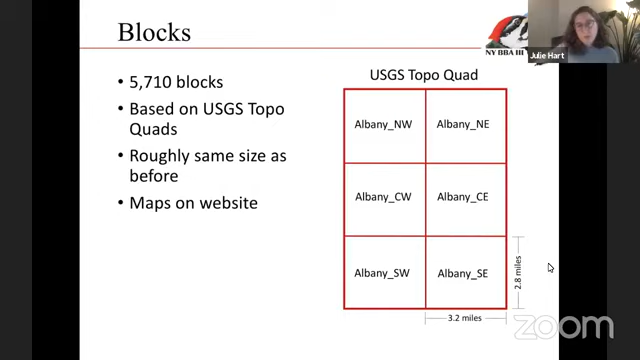 Blocks
NY BBA III
Julie Hart
5,710 blocks
Based on USGS Topo
Quads
Roughly same size as
before
Maps on website
USGS Topo Quad
Albany_NW
Albany_NE
Albany_CW
Albany_CE
Albany_SW
Albany_SE
2.8 miles
3.2 miles
zoom